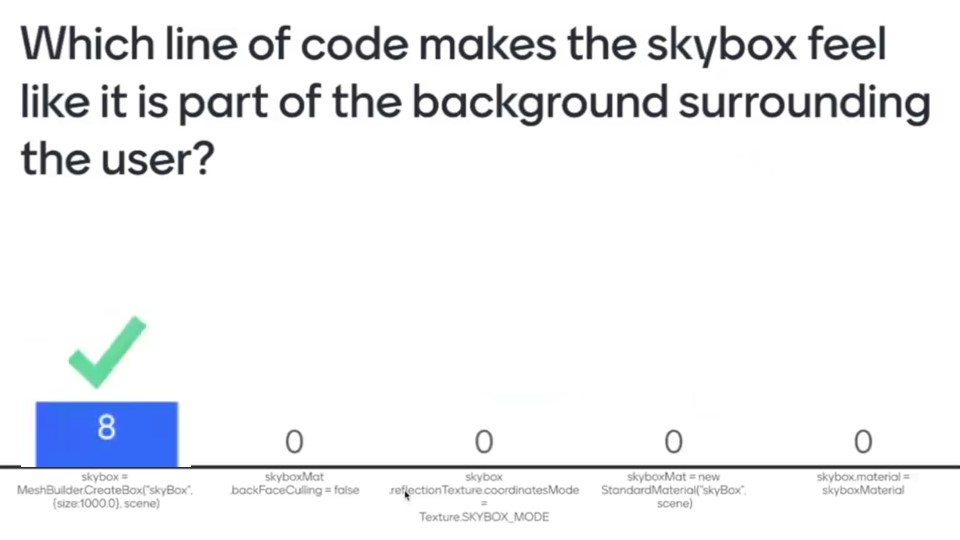 Which line of code makes the skybox feel
like it is part of the background surrounding
the user?
8
0
0
0
0
skybox =
MeshBuilder.CreateBox("skyBox",
{size:1000.0}, scene)
skyboxMat
.backFaceCulling = false
skybox
.reflectionTexture.coordinatesMode
=
Texture.SKYBOX_MODE
skyboxMat = new
StandardMaterial("skyBox",
scene)
skybox.material =
skyboxMaterial